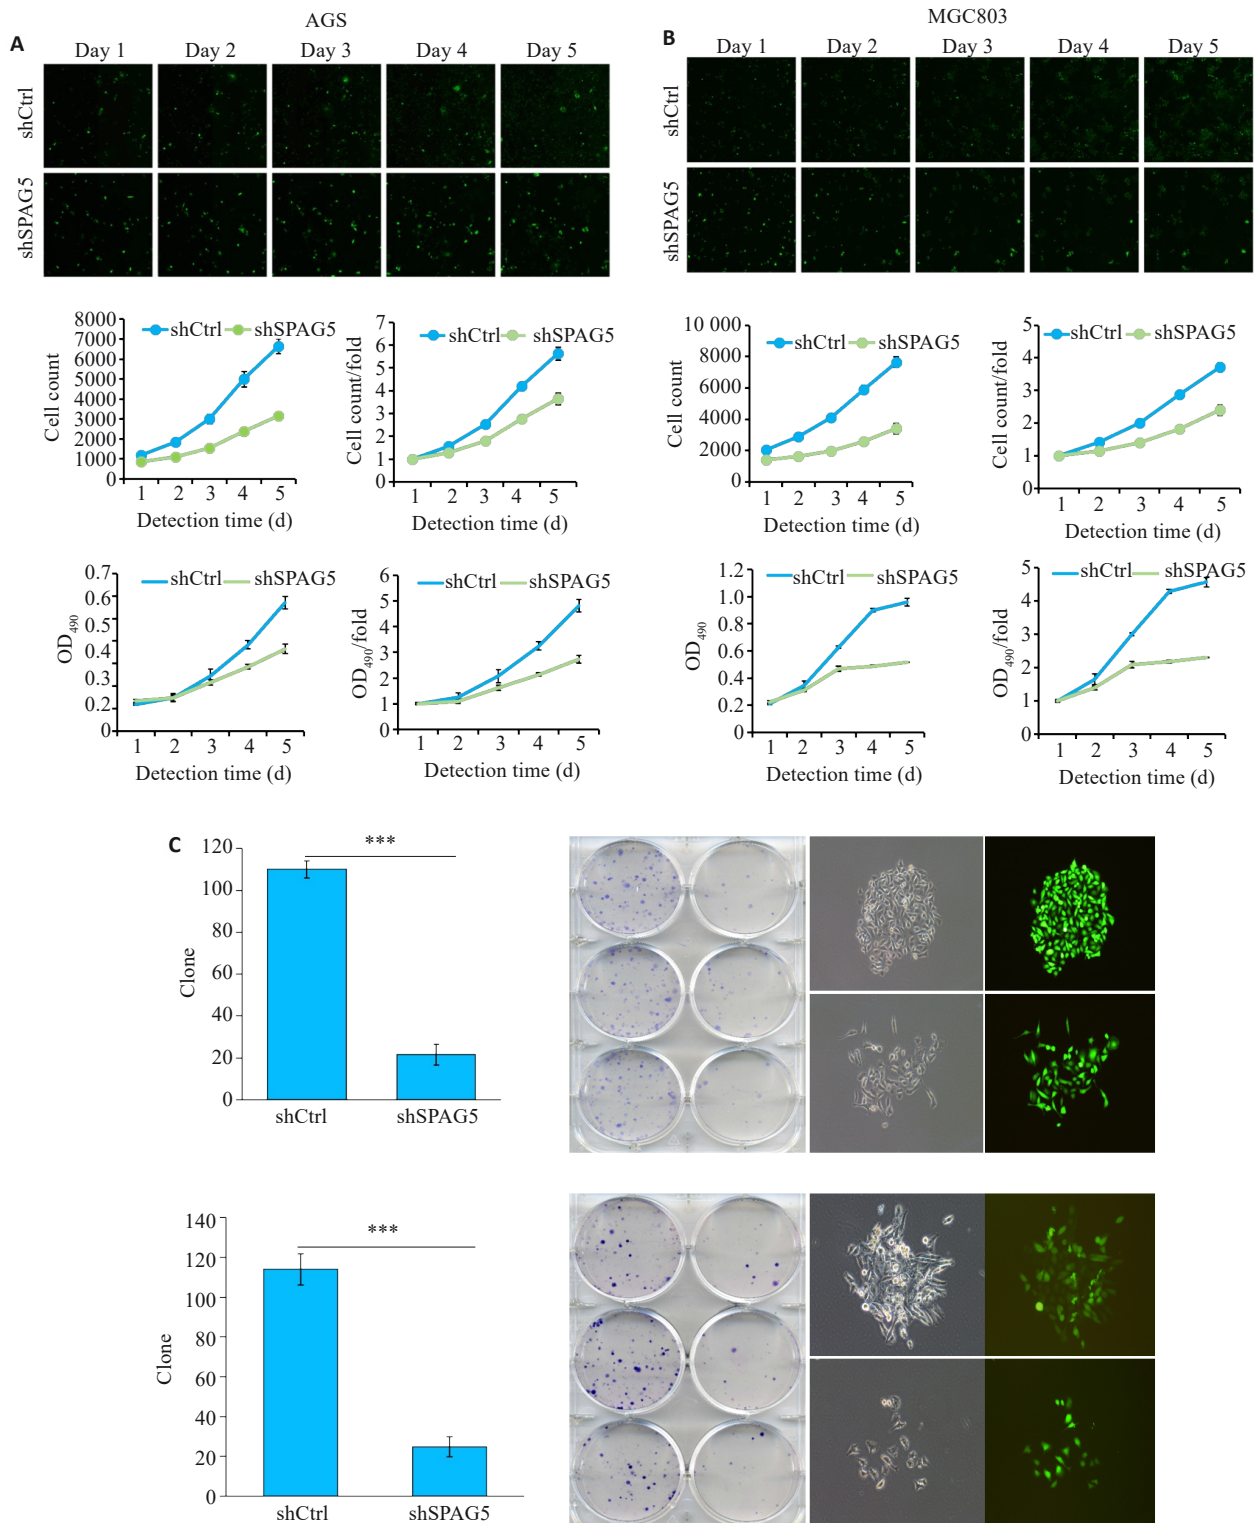 AGS
A
Day 1 Day 2 Day 3 Day 4 Day 5
shCtrl
shSPAG5
MGC803
B
Day 1 Day 2 Day 3 Day 4 Day 5
shCtrl
shSPAG5
shCtrl shSPAG5
Cell count
8000
7000
6000
5000
4000
3000
2000
1000
0
1 2 3 4 5
Detection time (d)
shCtrl shSPAG5
Cell count/fold
7
6
5
4
3
2
1
0
1 2 3 4 5
Detection time (d)
shCtrl shSPAG5
Cell count
10 000
8000
6000
4000
2000
0
1 2 3 4 5
Detection time (d)
shCtrl shSPAG5
Cell count/fold
5
4
3
2
1
0
1 2 3 4 5
Detection time (d)
shCtrl shSPAG5
OD490
0.7
0.6
0.5
0.4
0.3
0.2
0
1 2 3 4 5
Detection time (d)
shCtrl shSPAG5
OD490/fold
6
5
4
3
2
1
0
1 2 3 4 5
Detection time (d)
shCtrl shSPAG5
OD490
1.2
1.0
0.8
0.6
0.4
0.2
0
1 2 3 4 5
Detection time (d)
shCtrl shSPAG5
OD490/fold
5
4
3
2
1
0
1 2 3 4 5
Detection time (d)
C
***
Clone
120
100
80
60
40
20
0
shCtrl shSPAG5
***
Clone
140
120
100
80
60
40
20
0
shCtrl shSPAG5